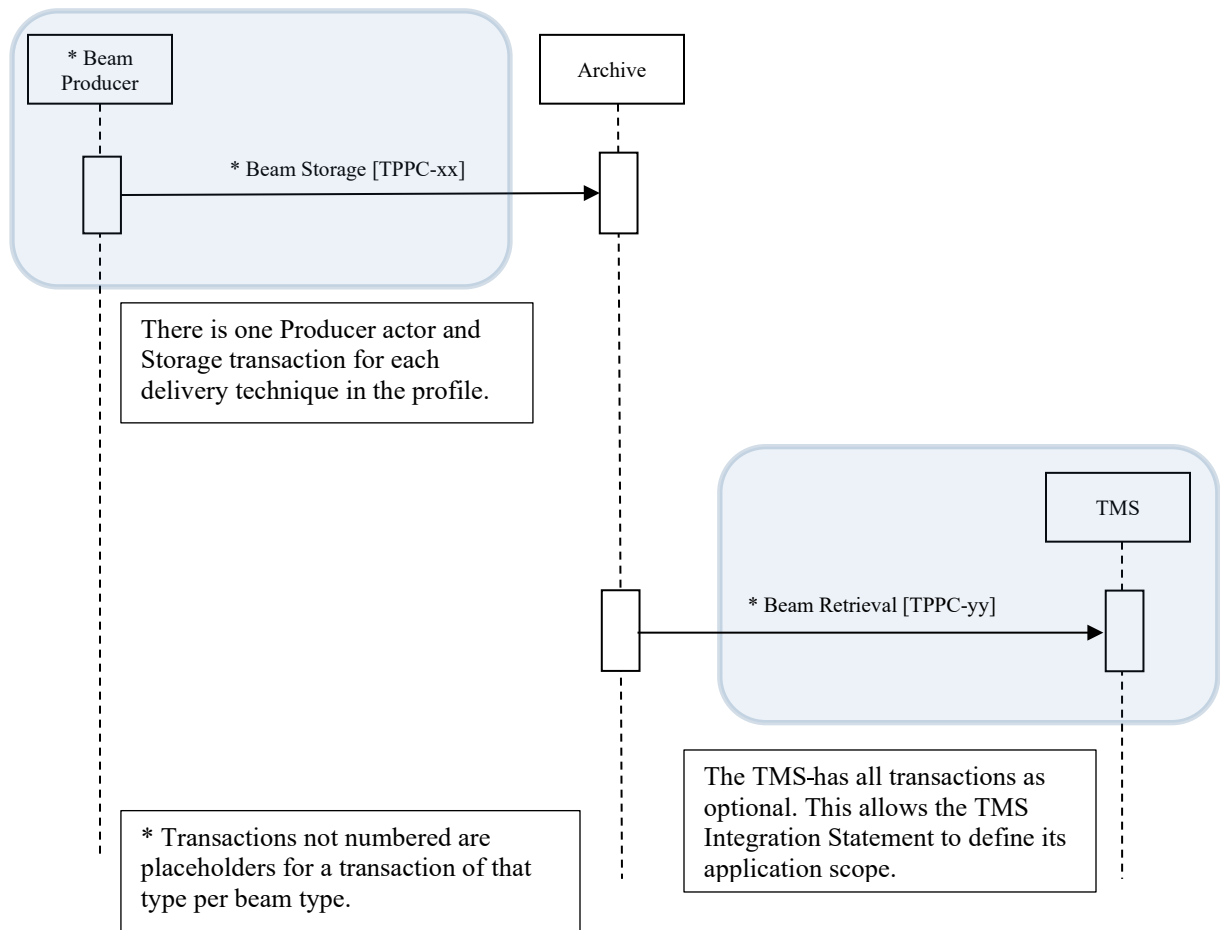 * Beam
Producer
Archive
* Beam Storage [TPPC-xx]
There is one Producer actor and
Storage transaction for each
delivery technique in the profile.
TMS
* Beam Retrieval [TPPC-yy]
The TMS-has all transactions as
optional. This allows the TMS
Integration Statement to define its
application scope.
* Transactions not numbered are
placeholders for a transaction of that
type per beam type.